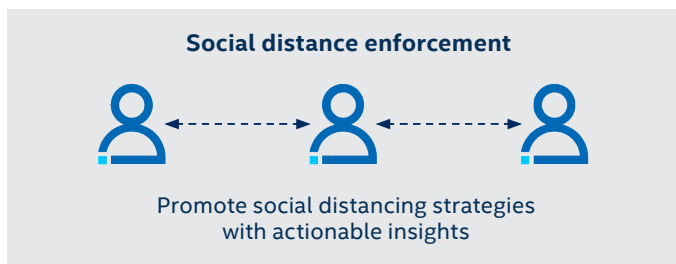 Social distance enforcement
Promote social distancing strategies
with actionable insights